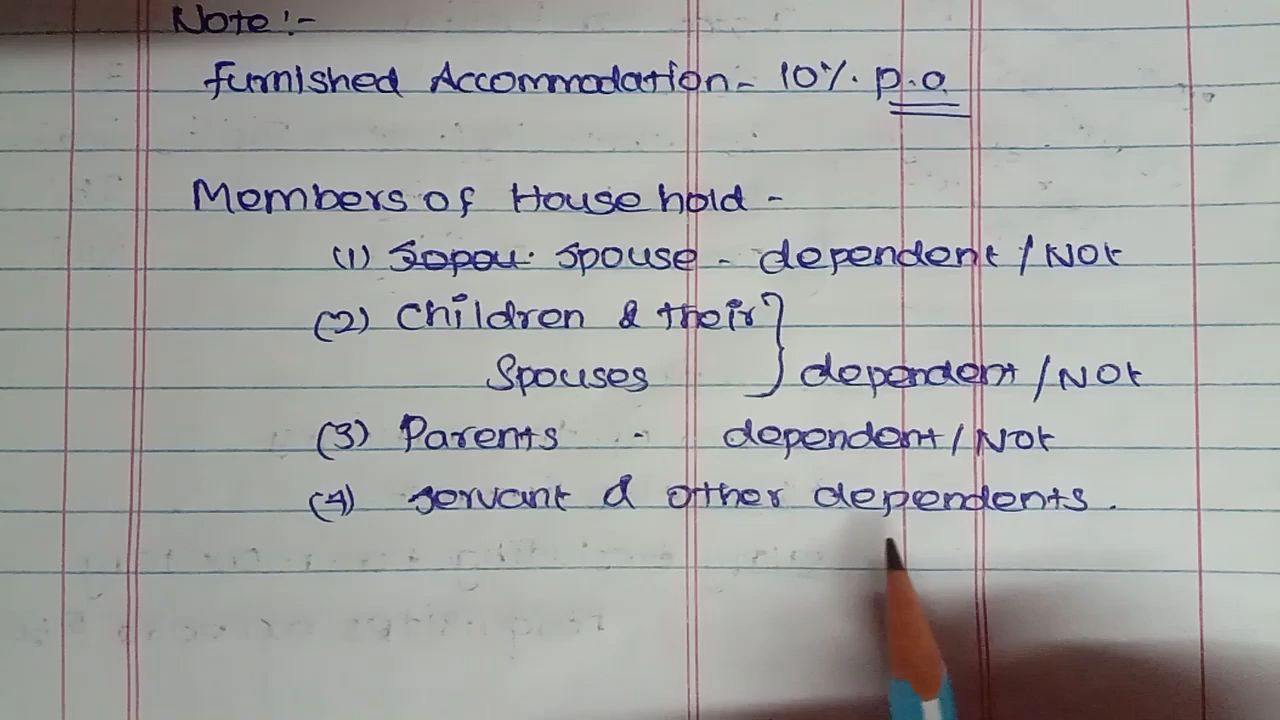 Note:-
Furnished Accommodation - 10% p.a
Members of House hold -
(1) Sopou. Spouse - dependent / Not
(2) Children & their
Spouses } dependent / Not
(3) Parents - dependent / Not
(4) servant & other dependents.